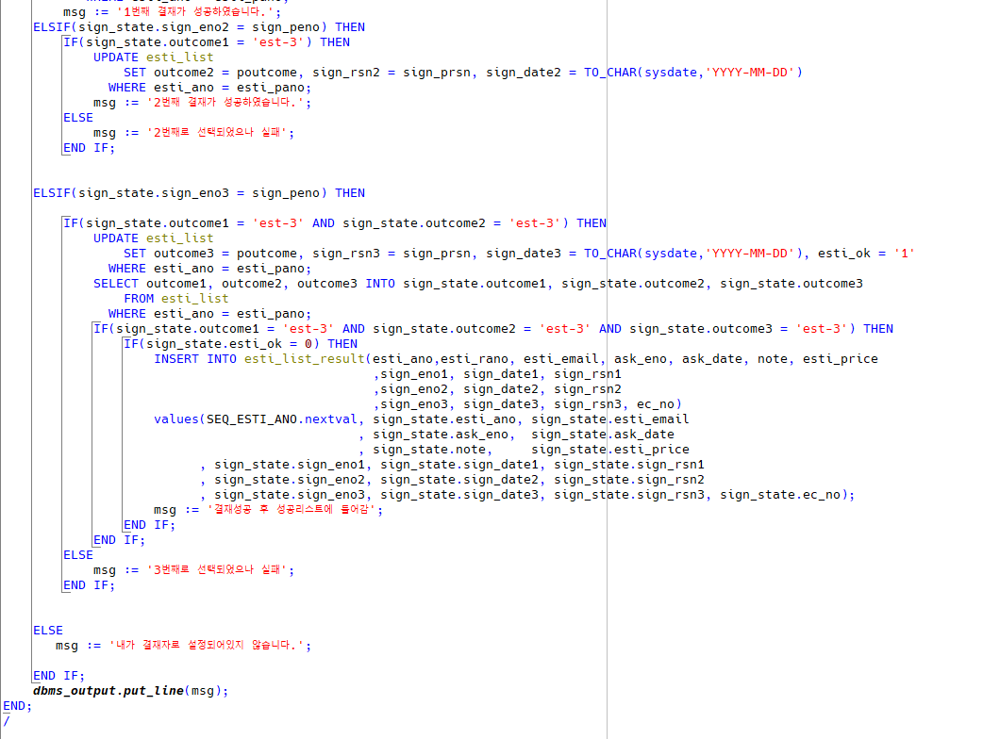 msg := '1번째 결재가 성공하였습니다.';
ELSIF(sign_state.sign_eno2 = sign_peno) THEN
IF(sign_state.outcome1 = 'est-3') THEN
UPDATE esti_list
SET outcome2 = poutcome, sign_rsn2 = sign_prsn, sign_date2 = TO_CHAR(sysdate,'YYYY-MM-DD')
WHERE esti_ano = esti_pano;
msg := '2번째 결재가 성공하였습니다.';
ELSE
msg := '2번째로 선택되었으나 실패';
END IF;
ELSIF(sign_state.sign_eno3 = sign_peno) THEN
IF(sign_state.outcome1 = 'est-3' AND sign_state.outcome2 = 'est-3') THEN
UPDATE esti_list
SET outcome3 = poutcome, sign_rsn3 = sign_prsn, sign_date3 = TO_CHAR(sysdate,'YYYY-MM-DD'), esti_ok = '1'
WHERE esti_ano = esti_pano;
SELECT outcome1, outcome2, outcome3 INTO sign_state.outcome1, sign_state.outcome2, sign_state.outcome3
FROM esti_list
WHERE esti_ano = esti_pano;
IF(sign_state.outcome1 = 'est-3' AND sign_state.outcome2 = 'est-3' AND sign_state.outcome3 = 'est-3') THEN
IF(sign_state.esti_ok = 0) THEN
INSERT INTO esti_list_result(esti_ano,esti_rano, esti_email, ask_eno, ask_date, note, esti_price
,sign_eno1, sign_date1, sign_rsn1
,sign_eno2, sign_date2, sign_rsn2
,sign_eno3, sign_date3, sign_rsn3, ec_no)
values(SEQ_ESTI_ANO.nextval, sign_state.esti_ano, sign_state.esti_email
, sign_state.ask_eno, sign_state.ask_date
, sign_state.note, sign_state.esti_price
, sign_state.sign_eno1, sign_state.sign_date1, sign_state.sign_rsn1
, sign_state.sign_eno2, sign_state.sign_date2, sign_state.sign_rsn2
, sign_state.sign_eno3, sign_state.sign_date3, sign_state.sign_rsn3, sign_state.ec_no);
msg := '결재성공 후 성공리스트에 들어감';
END IF;
END IF;
ELSE
msg := '3번째로 선택되었으나 실패';
END IF;
ELSE
msg := '내가 결재자로 설정되어있지 않습니다.';
END IF;
dbms_output.put_line(msg);
END;
/